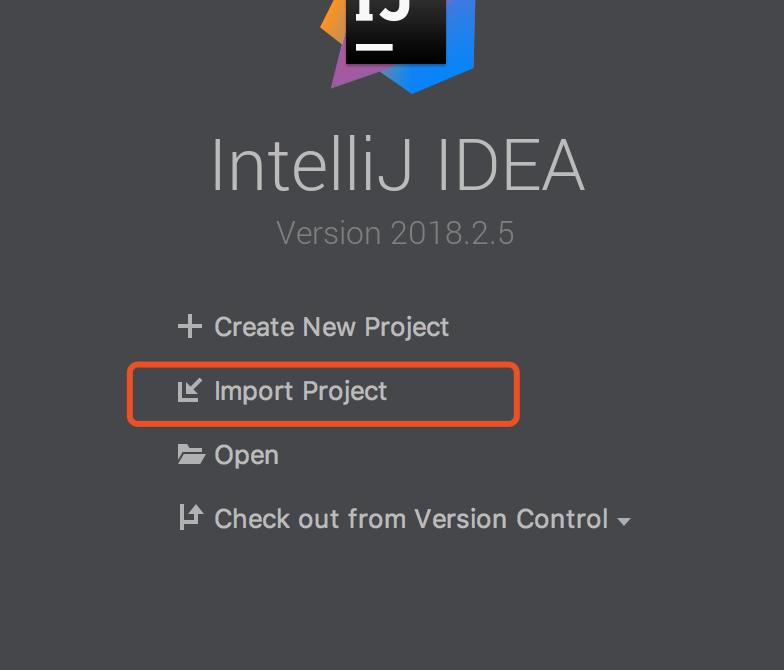 IJ
IntelliJ IDEA
Version 2018.2.5
Create New Project
Import Project
Open
Check out from Version Control